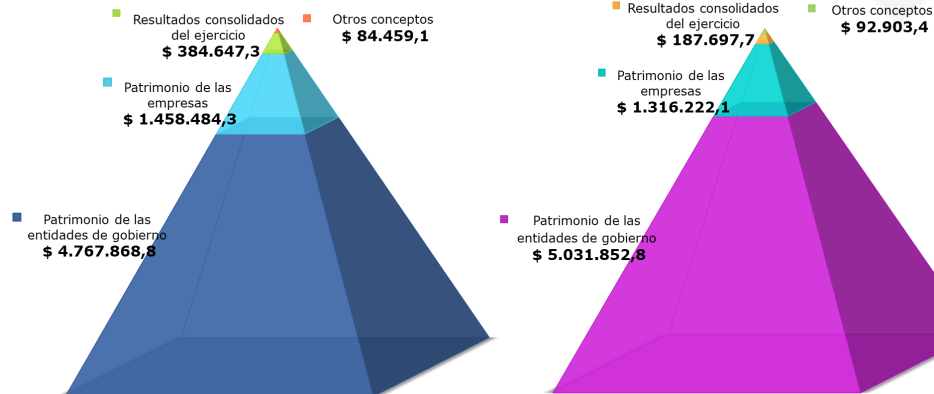 Resultados consolidados
del ejercicio
$ 384.647,3
Otros conceptos
$ 84.459,1
Patrimonio de las
empresas
$ 1.458.484,3
Patrimonio de las
entidades de gobierno
$ 4.767.868,8
Resultados consolidados
del ejercicio
$ 187.697,7
Otros conceptos
$ 92.903,4
Patrimonio de las
empresas
$ 1.316.222,1
Patrimonio de las
entidades de gobierno
$ 5.031.852,8